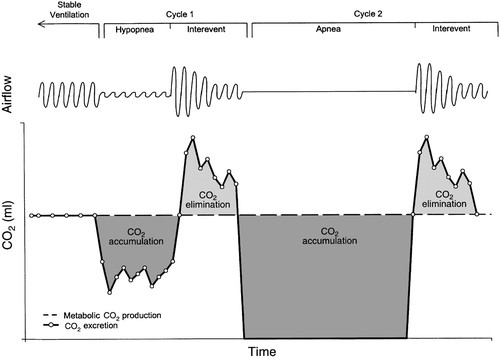 Stable
Ventilation
Cycle 1
Cycle 2
Hypopnea
Interevent
Apnea
Interevent
Airflow
CO2 (ml)
CO2
accumulation
CO2
elimination
CO2
accumulation
CO2
elimination
Metabolic CO2 production
CO2 excretion
Time